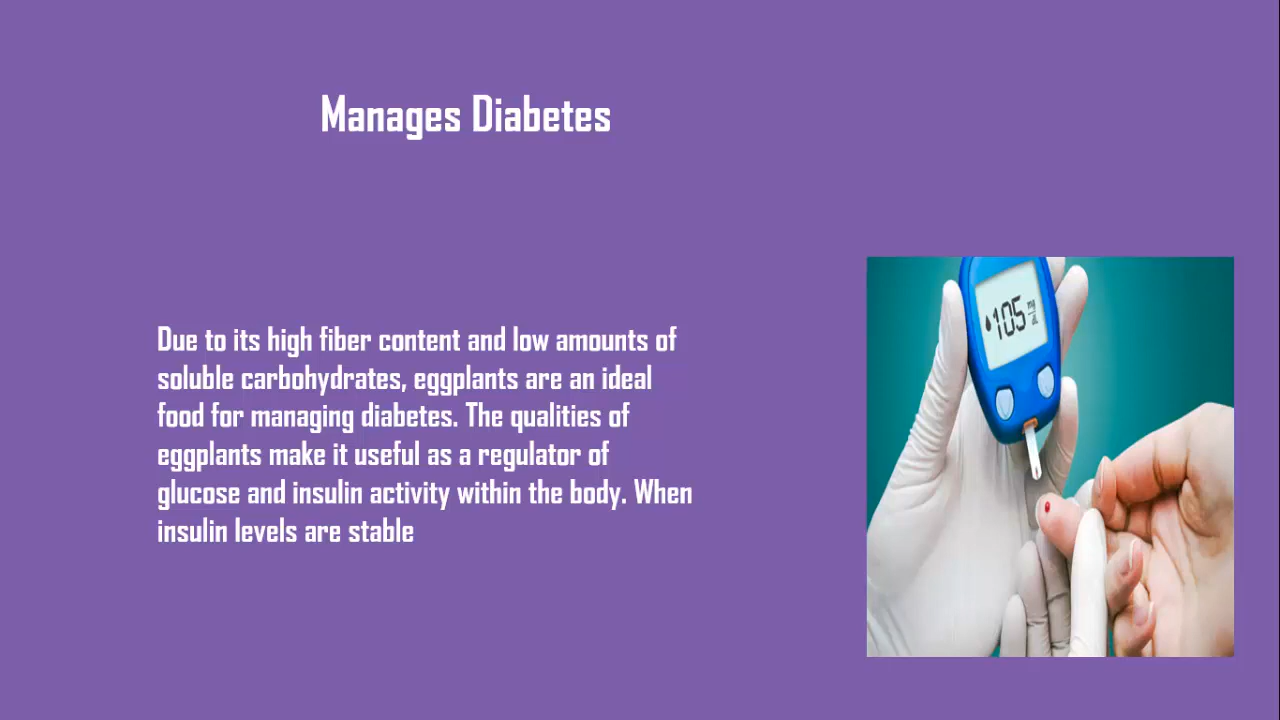 Manages Diabetes
Due to its high fiber content and low amounts of
soluble carbohydrates, eggplants are an ideal
food for managing diabetes. The qualities of
eggplants make it useful as a regulator of
glucose and insulin activity within the body. When
insulin levels are stable
105